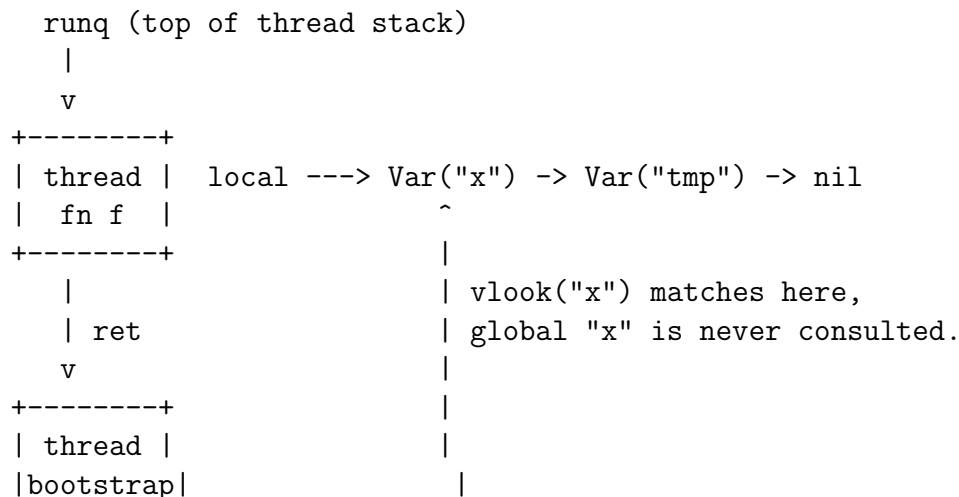 runq (top of thread stack)
   |
   v
+--------+
| thread |  local ---> Var("x") -> Var("tmp") -> nil
|  fn f  |               ^
+--------+               |
   |                     | vlook("x") matches here,
   | ret                 | global "x" is never consulted.
   v                     |
+--------+               |
| thread |               |
|bootstrap|               |